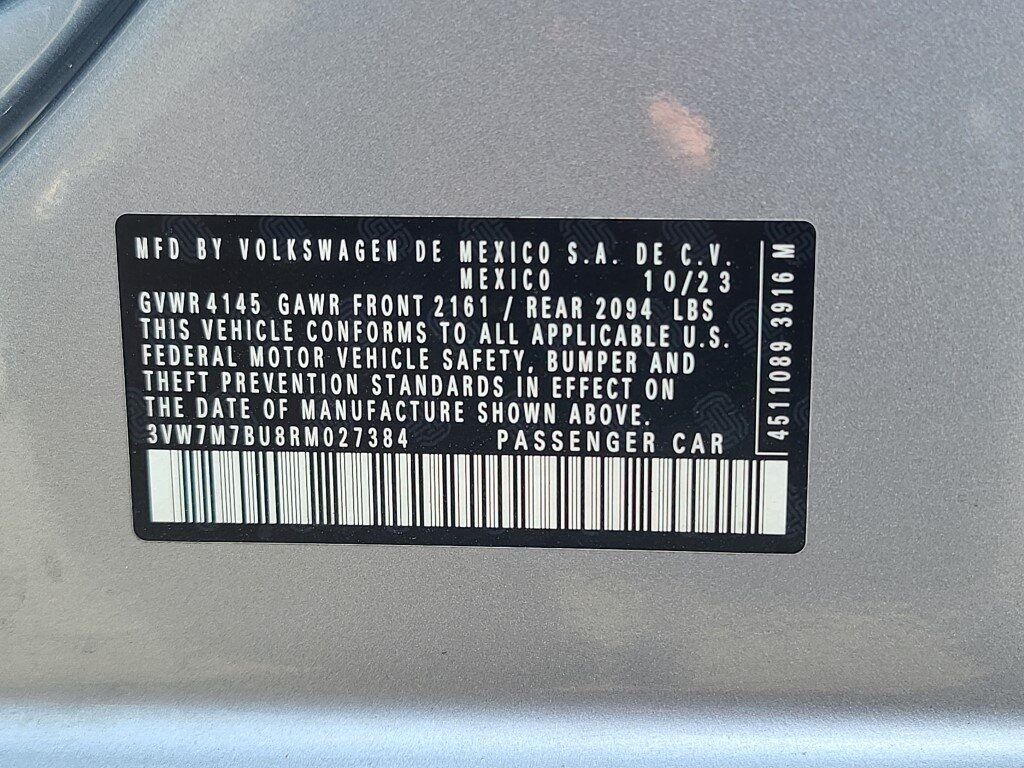 MFD BY VOLKSWAGEN DE MEXICO S.A. DE C.V.
MEXICO 10/23
GVWR 4145 GAWR FRONT 2161 / REAR 2094 LBS
THIS VEHICLE CONFORMS TO ALL APPLICABLE U.S.
FEDERAL MOTOR VEHICLE SAFETY, BUMPER AND
THEFT PREVENTION STANDARDS IN EFFECT ON
THE DATE OF MANUFACTURE SHOWN ABOVE.
3VW7M7BU8RM027384 PASSENGER CAR
4511089 3916 M